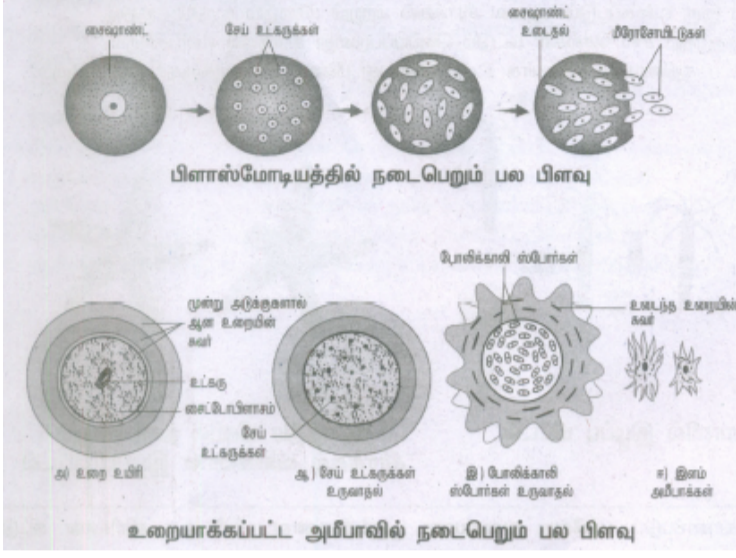 சைஷாண்ட்
சேய் உட்கருக்கள்
சைஷாண்ட்
உடைதல்
மீரோசோயிட்டுகள்
பிளாஸ்மோடியத்தில் நடைபெறும் பல பிளவு
போலிக்காலி ஸ்போர்கள்
மூன்று அடுக்குகளால்
ஆன உறையின்
சுவர்
உடைந்த உறையின்
சுவர்
உட்கரு
சைட்டோபிளாசம்
சேய்
உட்கருக்கள்
அ) உறை உயிரி
ஆ) சேய் உட்கருக்கள்
உருவாதல்
இ) போலிக்காலி
ஸ்போர்கள் உருவாதல்
ஈ) இளம்
அமீபாக்கள்
உறையாக்கப்பட்ட அமீபாவில் நடைபெறும் பல பிளவு